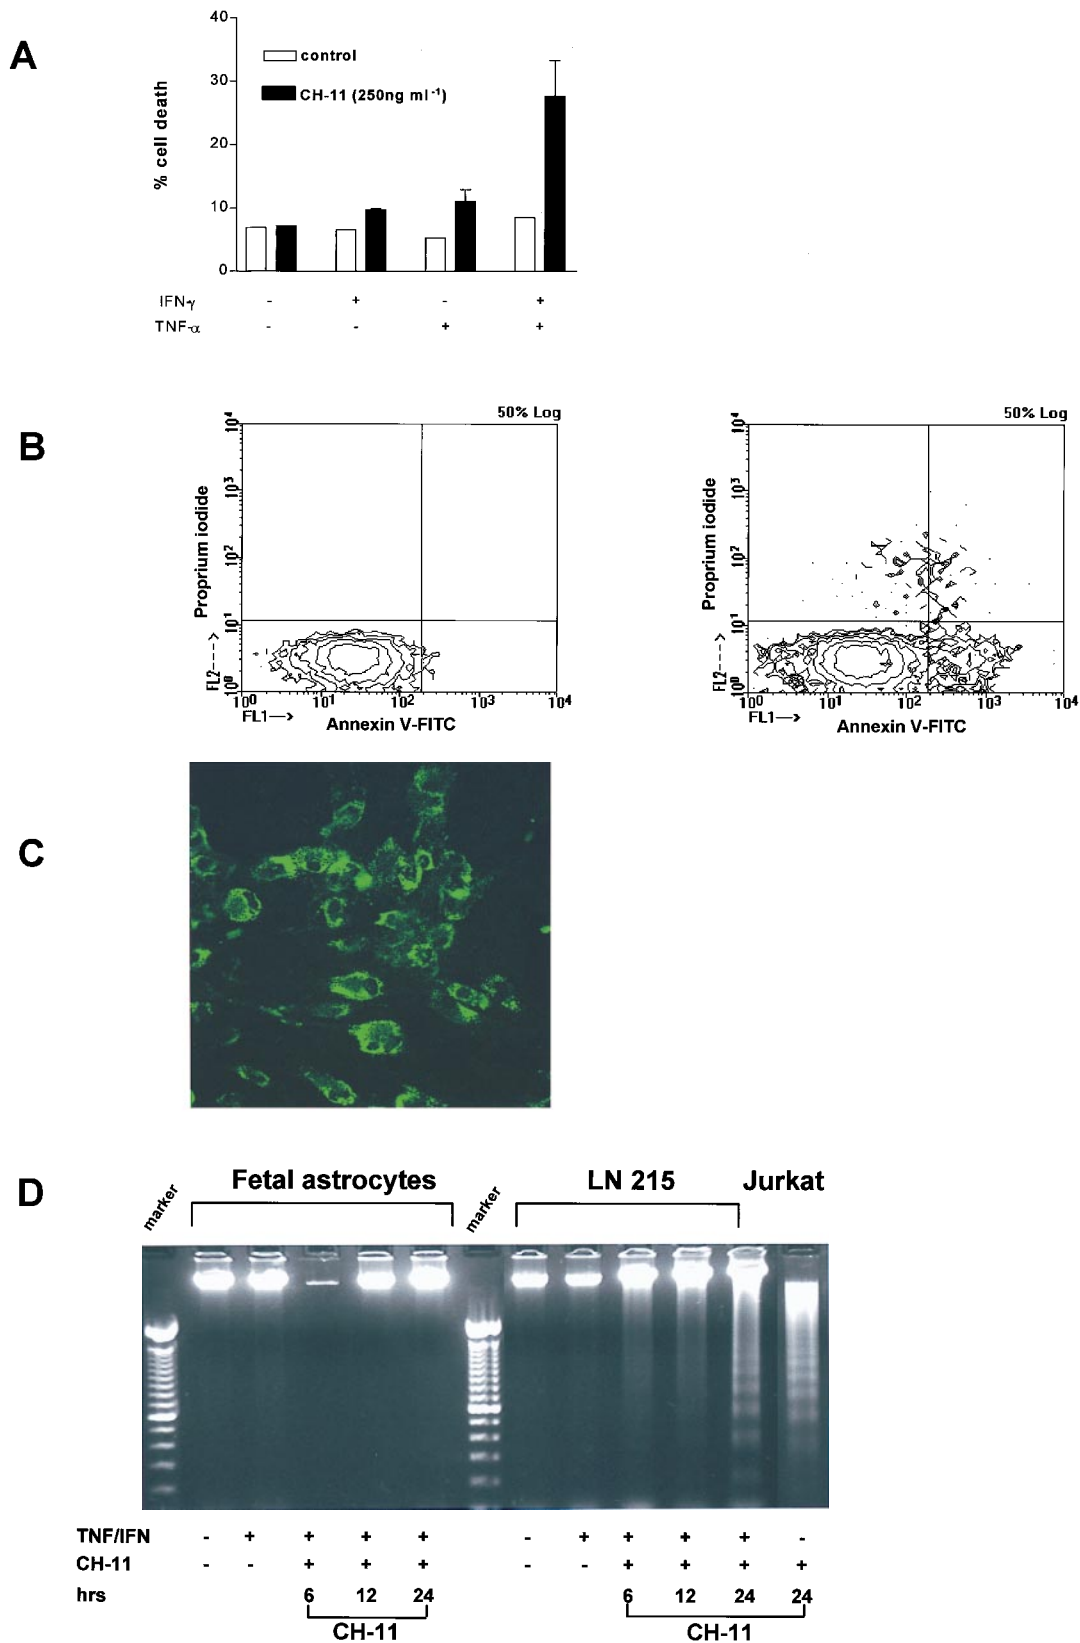 A
40
30
20
10
0
% cell death
control
CH-11 (250ng ml⁻¹)
IFN-γ - + - +
TNF-α - - + +
B
50% Log
10⁴
10³
10²
10¹
10⁰
Proprium iodide
FL2---->
10⁰ 10¹ 10² 10³ 10⁴
FL1—>
Annexin V-FITC
50% Log
10⁴
10³
10²
10¹
10⁰
Proprium iodide
FL2---->
10⁰ 10¹ 10² 10³ 10⁴
FL1—>
Annexin V-FITC
C
D
marker
Fetal astrocytes
marker
LN 215
Jurkat
TNF/IFN - + + + + - + + + + -
CH-11 - - + + + - - + + + +
hrs 6 12 24 6 12 24 24
CH-11 CH-11